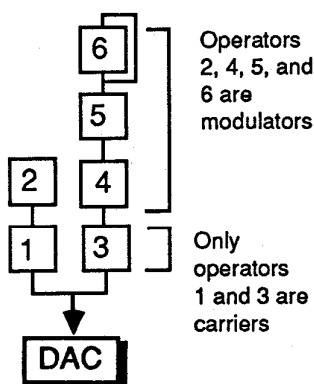 6
Operators
2, 4, 5, and
6 are
modulators
5
2
4
1
3
Only
operators
1 and 3 are
carriers
DAC